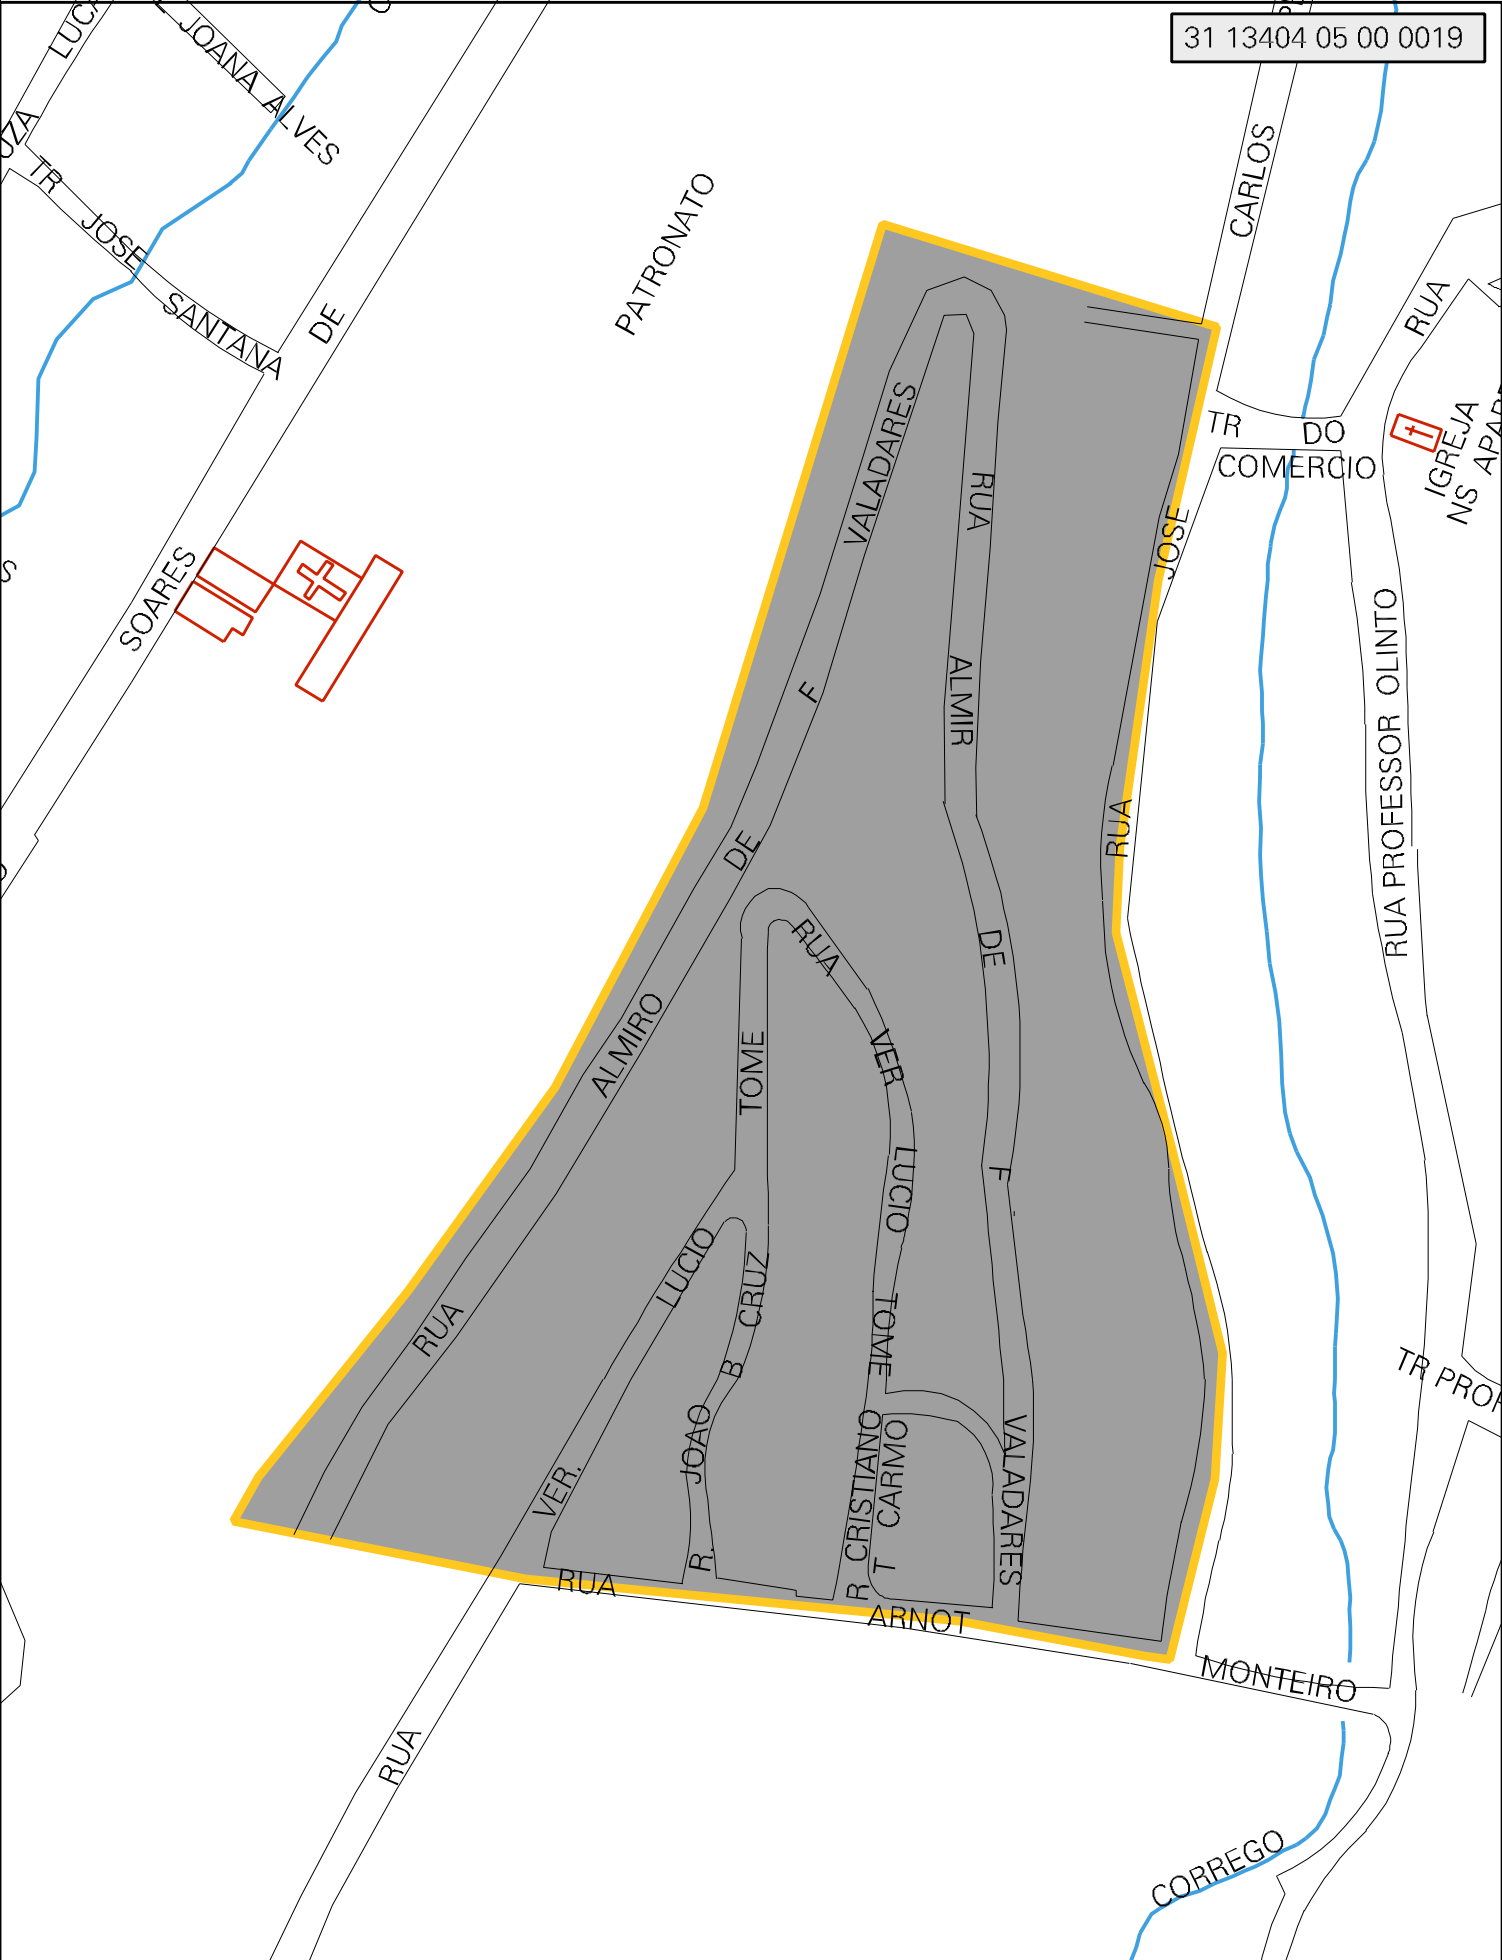 31 13404 05 00 0019
JOANA ALVES
TR JOSE SANTANA
SOARES DE
PATRONATO
RUA JOSE CARLOS
RUA
TR DO
COMERCIO
IGREJA
NS
RUA PROFESSOR OLINTO
RUA ALMIRO DE F VALADARES
RUA ALMIR DE F VALADARES
RUA VER LUCIO TOME
RUA VER. LUCIO TOME
R. JOAO B CRUZ
R CRISTIANO
T CARMO
RUA ARNOT MONTEIRO
TR
CORREGO